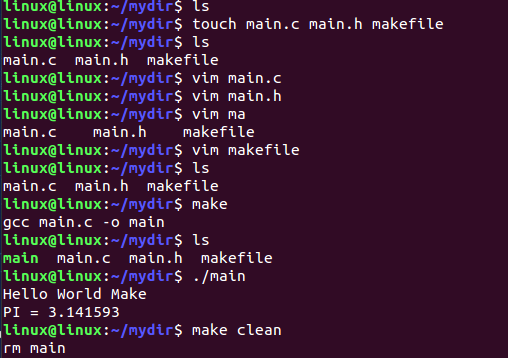 linux@linux:~/mydir$ ls
linux@linux:~/mydir$ touch main.c main.h makefile
linux@linux:~/mydir$ ls
main.c  main.h  makefile
linux@linux:~/mydir$ vim main.c
linux@linux:~/mydir$ vim main.h
linux@linux:~/mydir$ vim ma
main.c    main.h    makefile
linux@linux:~/mydir$ vim makefile
linux@linux:~/mydir$ ls
main.c  main.h  makefile
linux@linux:~/mydir$ make
gcc main.c -o main
linux@linux:~/mydir$ ls
main  main.c  main.h  makefile
linux@linux:~/mydir$ ./main
Hello World Make
PI = 3.141593
linux@linux:~/mydir$ make clean
rm main